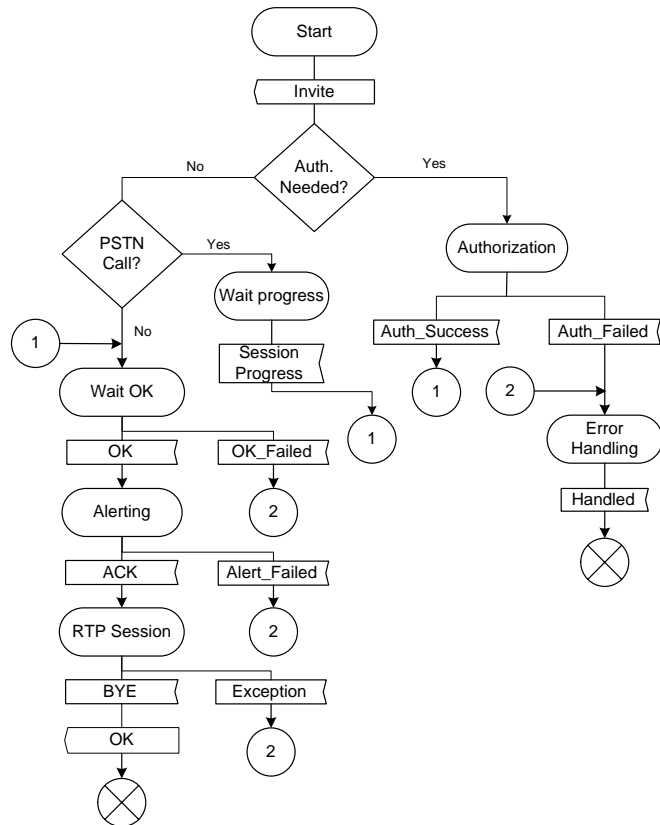 Start
Invite
Auth.
Needed?
No
Yes
PSTN
Call?
Yes
No
Authorization
Wait progress
1
Session
Progress
Auth_Success
Auth_Failed
Wait OK
1
2
1
OK
OK_Failed
Error
Handling
Alerting
2
Handled
ACK
Alert_Failed
RTP Session
2
BYE
Exception
OK
2